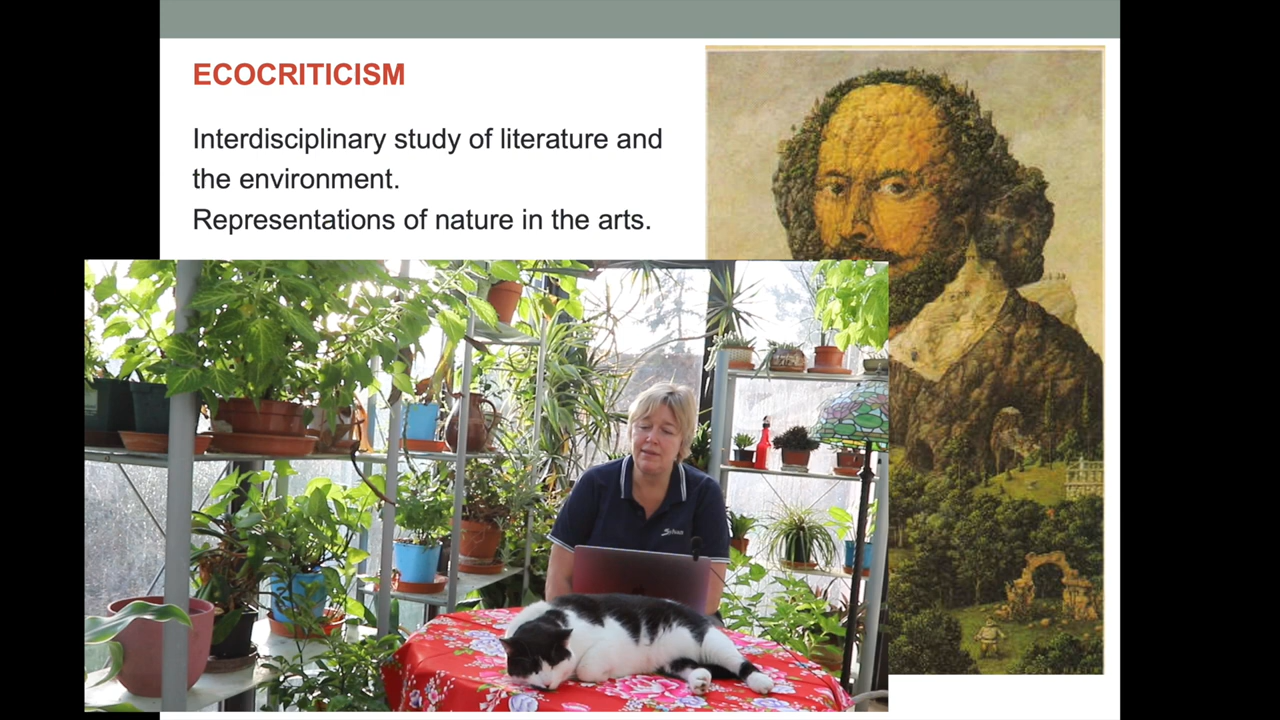 ECOCRITICISM
Interdisciplinary study of literature and
the environment.
Representations of nature in the arts.